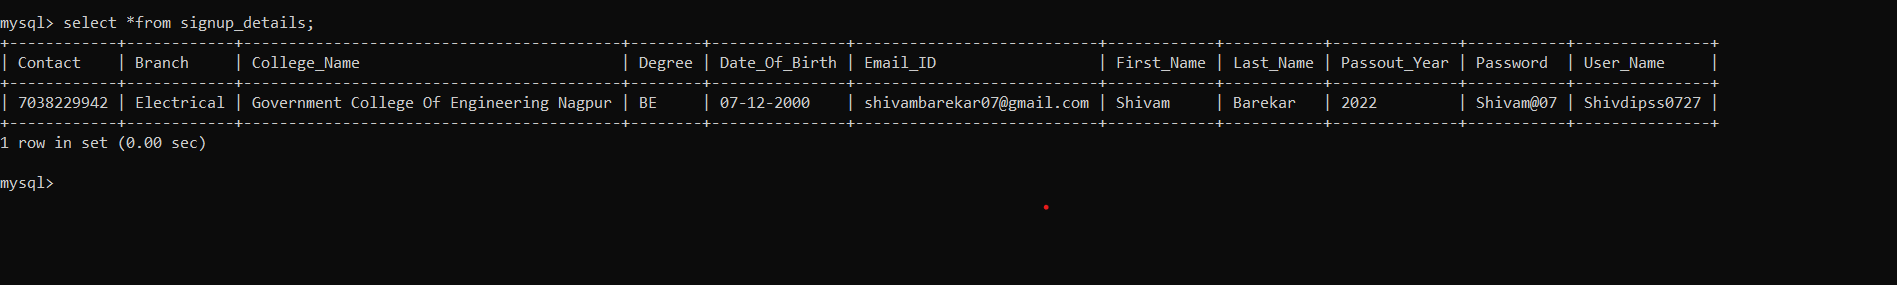 mysql> select *from signup_details;
+------------+------------+------------------------------------------+--------+---------------+---------------------------+------------+-----------+--------------+-----------+---------------+
| Contact    | Branch     | College_Name                             | Degree | Date_Of_Birth | Email_ID                  | First_Name | Last_Name | Passout_Year | Password  | User_Name     |
+------------+------------+------------------------------------------+--------+---------------+---------------------------+------------+-----------+--------------+-----------+---------------+
| 7038229942 | Electrical | Government College Of Engineering Nagpur | BE     | 07-12-2000    | shivambarekar07@gmail.com | Shivam     | Barekar   | 2022         | Shivam@07 | Shivdipss0727 |
+------------+------------+------------------------------------------+--------+---------------+---------------------------+------------+-----------+--------------+-----------+---------------+
1 row in set (0.00 sec)
mysql>